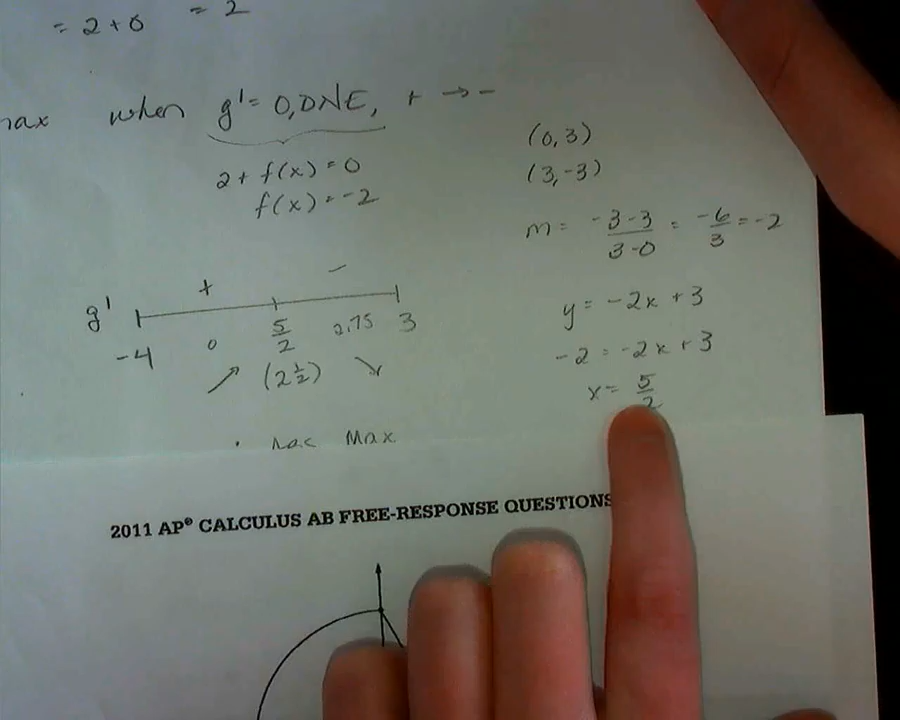 = 2 + 0 = 2
max when g' = 0, DNE, + → -
2 + f(x) = 0
f(x) = -2
(0, 3)
(3, -3)
m = -3-3 / 3-0 = -6/3 = -2
y = -2x + 3
-2 = -2x + 3
x = 5/2
+ -
g'
-4 0 5/2 2.75 3
(2 1/2)
Max
2011 AP® CALCULUS AB FREE-RESPONSE QUESTIONS